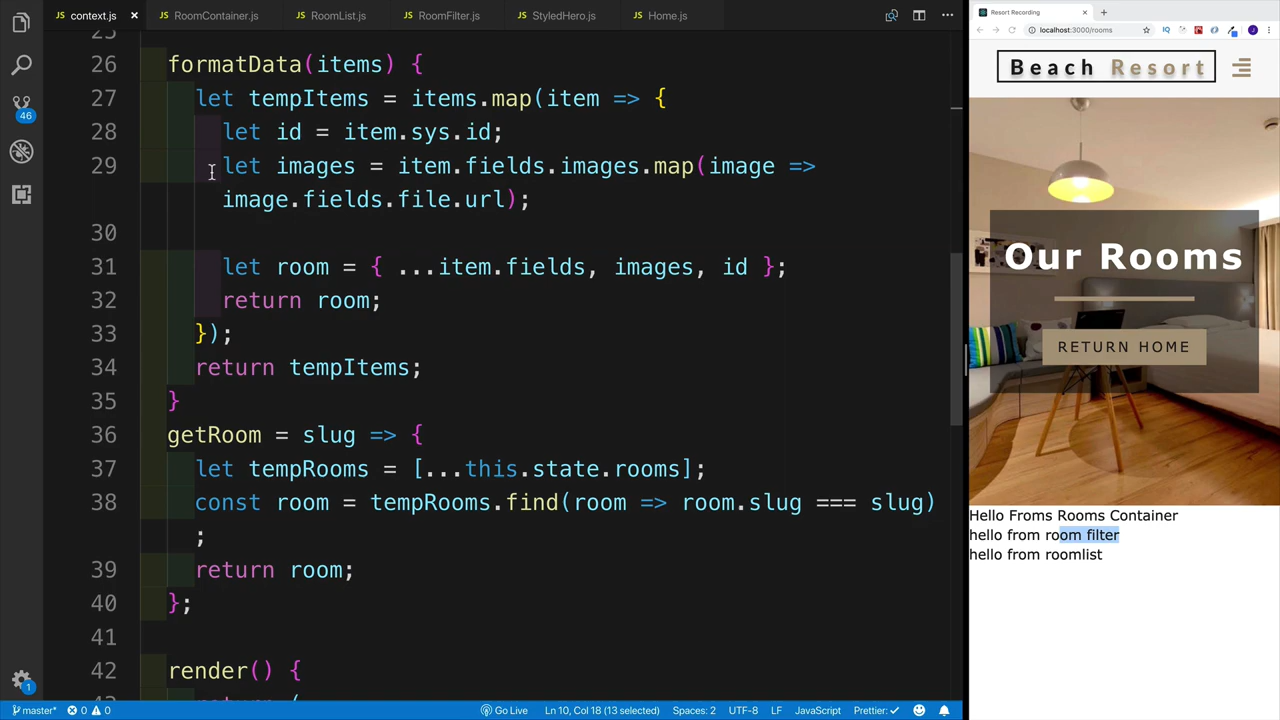 context.js
RoomContainer.js
RoomList.js
RoomFilter.js
StyledHero.js
Home.js
26 formatData(items) {
27 let tempItems = items.map(item => {
28 let id = item.sys.id;
29 let images = item.fields.images.map(image =>
image.fields.file.url);
30
31 let room = { ...item.fields, images, id };
32 return room;
33 });
34 return tempItems;
35 }
36 getRoom = slug => {
37 let tempRooms = [...this.state.rooms];
38 const room = tempRooms.find(room => room.slug === slug)
;
39 return room;
40 };
41
42 render() {
46
1
master* 0 0 Go Live Ln 10, Col 18 (13 selected) Spaces: 2 UTF-8 LF JavaScript Prettier:
Resort Recording
localhost:3000/rooms
Beach Resort
Our Rooms
RETURN HOME
Hello Froms Rooms Container
hello from room filter
hello from roomlist